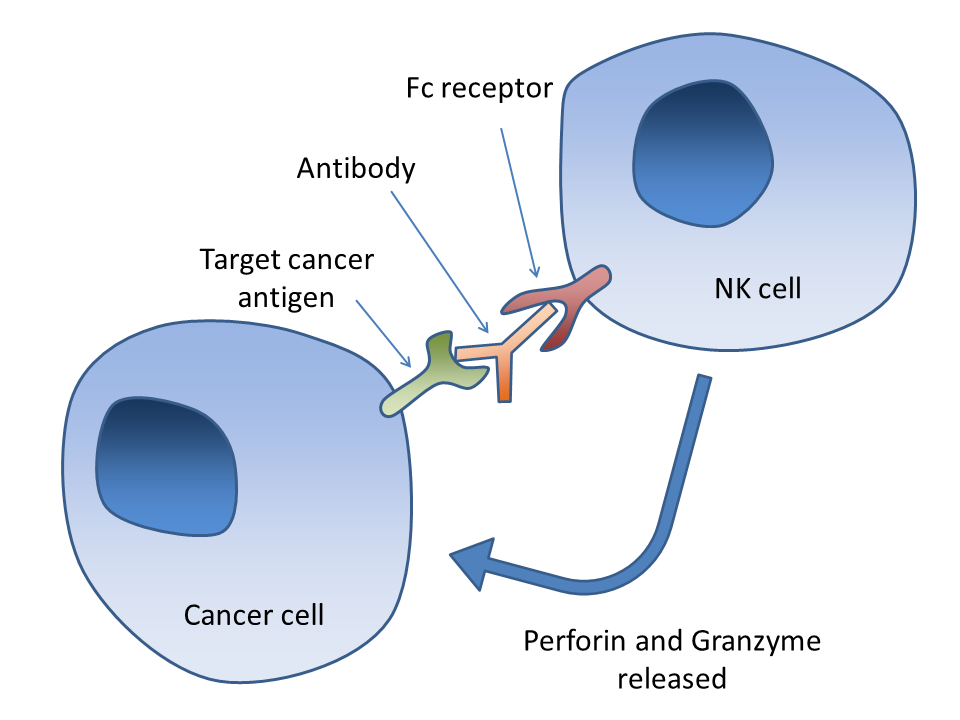 Fc receptor
Antibody
Target cancer
antigen
NK cell
Cancer cell
Perforin and Granzyme
released